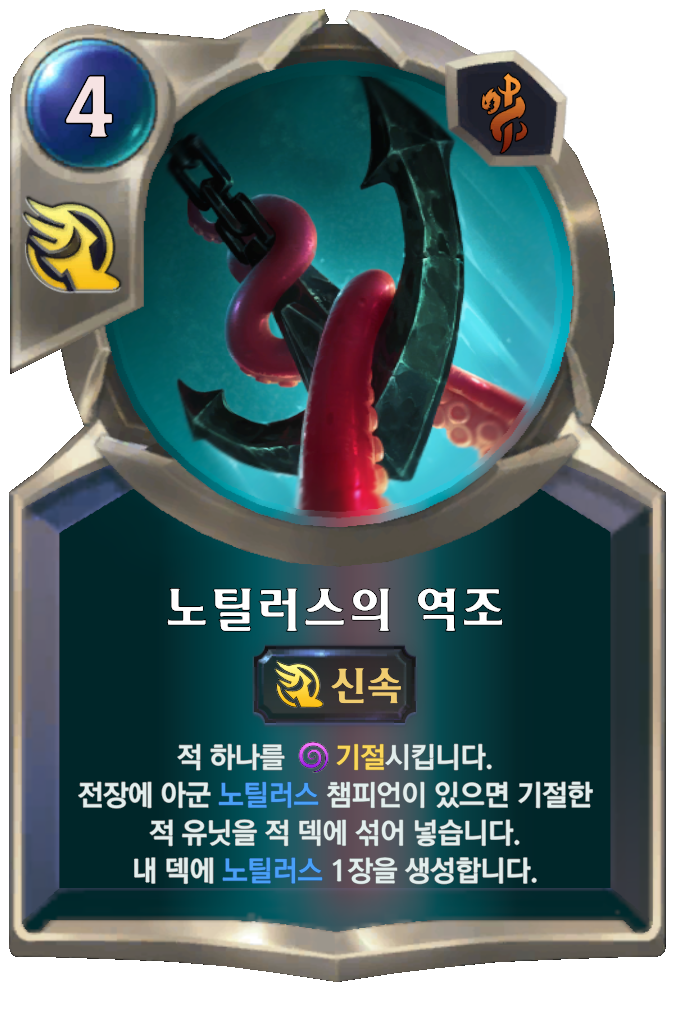 4
노틸러스의 역조
신속
적 하나를 기절시킵니다.
전장에 아군 노틸러스 챔피언이 있으면 기절한
적 유닛을 적 덱에 섞어 넣습니다.
내 덱에 노틸러스 1장을 생성합니다.